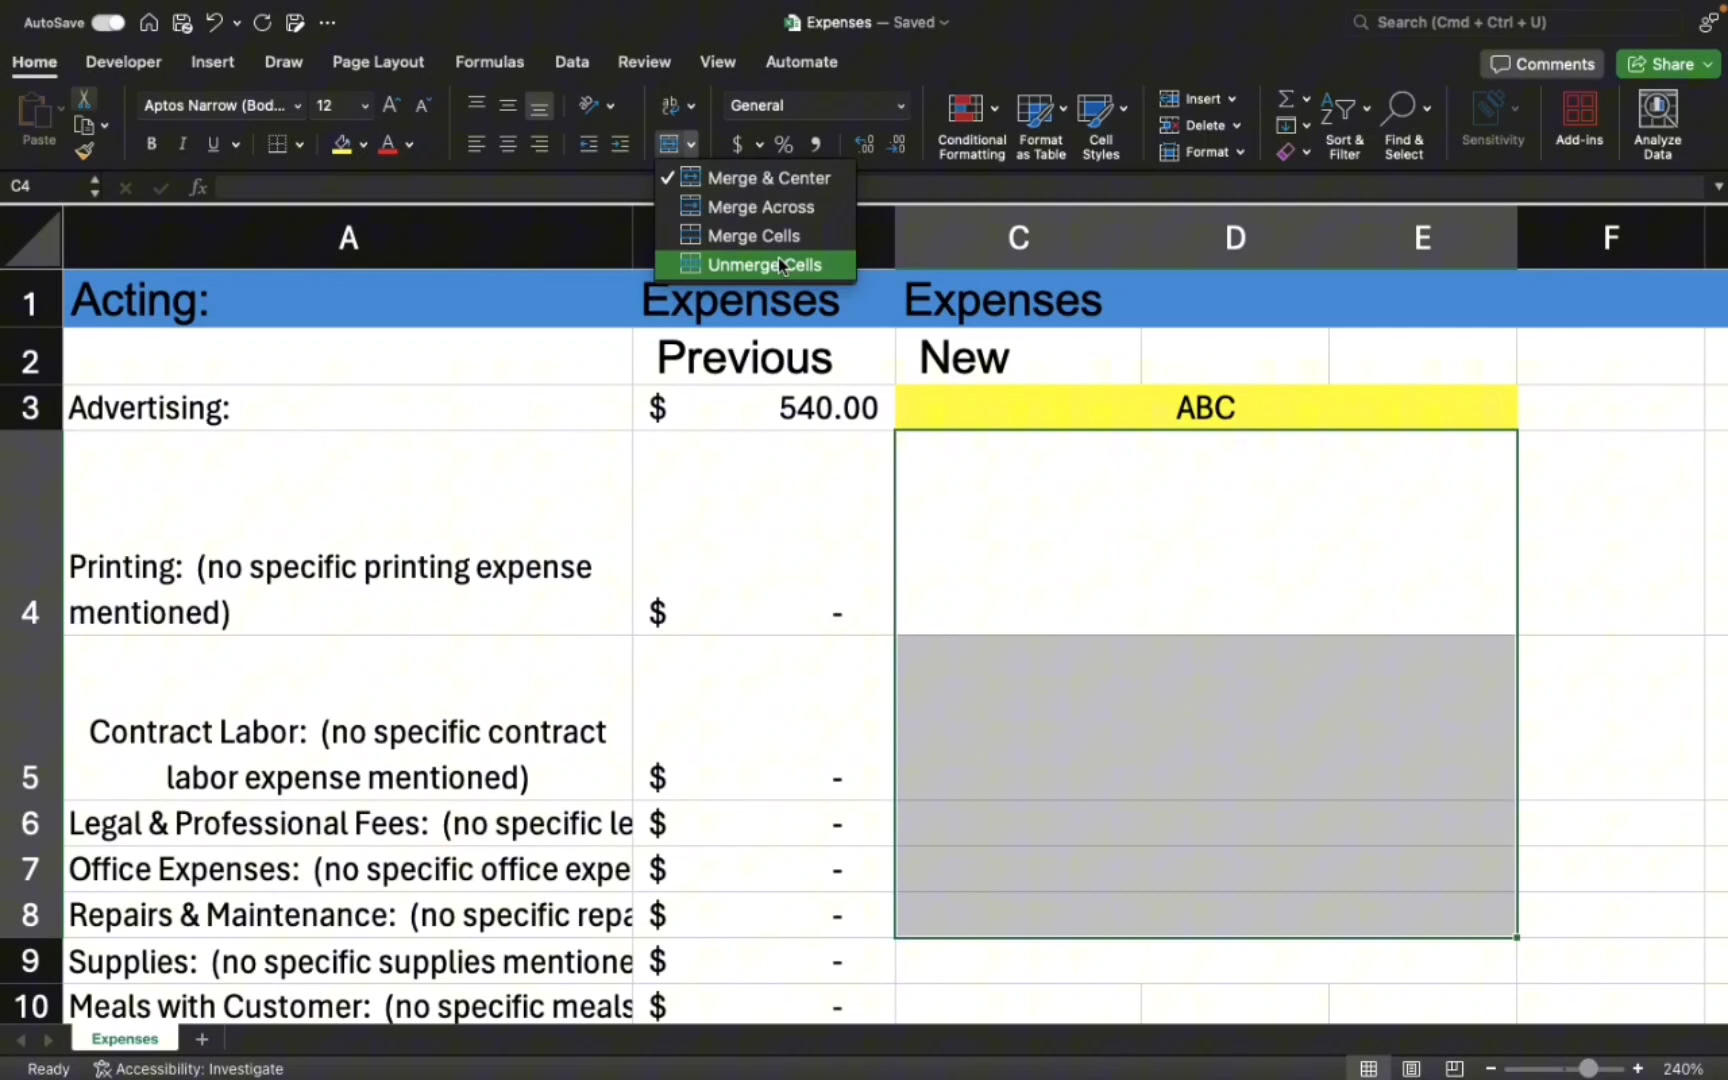 AutoSave
Expenses — Saved
Search (Cmd + Ctrl + U)
Home Developer Insert Draw Page Layout Formulas Data Review View Automate
Comments Share
Paste
Aptos Narrow (Bod... 12 A^ A˅
B I U A
ab
General
$ % ,
Conditional Formatting
Format as Table
Cell Styles
Insert
Delete
Format
Sort & Filter
Find & Select
Sensitivity
Add-ins
Analyze Data
C4 fx
Merge & Center
Merge Across
Merge Cells
Unmerge Cells
A C D E F
1 Acting: Expenses Expenses
2 Previous New
3 Advertising: $ 540.00 ABC
Printing: (no specific printing expense
4 mentioned) $ -
Contract Labor: (no specific contract
5 labor expense mentioned) $ -
6 Legal & Professional Fees: (no specific le $ -
7 Office Expenses: (no specific office expe $ -
8 Repairs & Maintenance: (no specific repa $ -
9 Supplies: (no specific supplies mentione $ -
10 Meals with Customer: (no specific meals $ -
Expenses +
Ready Accessibility: Investigate
240%